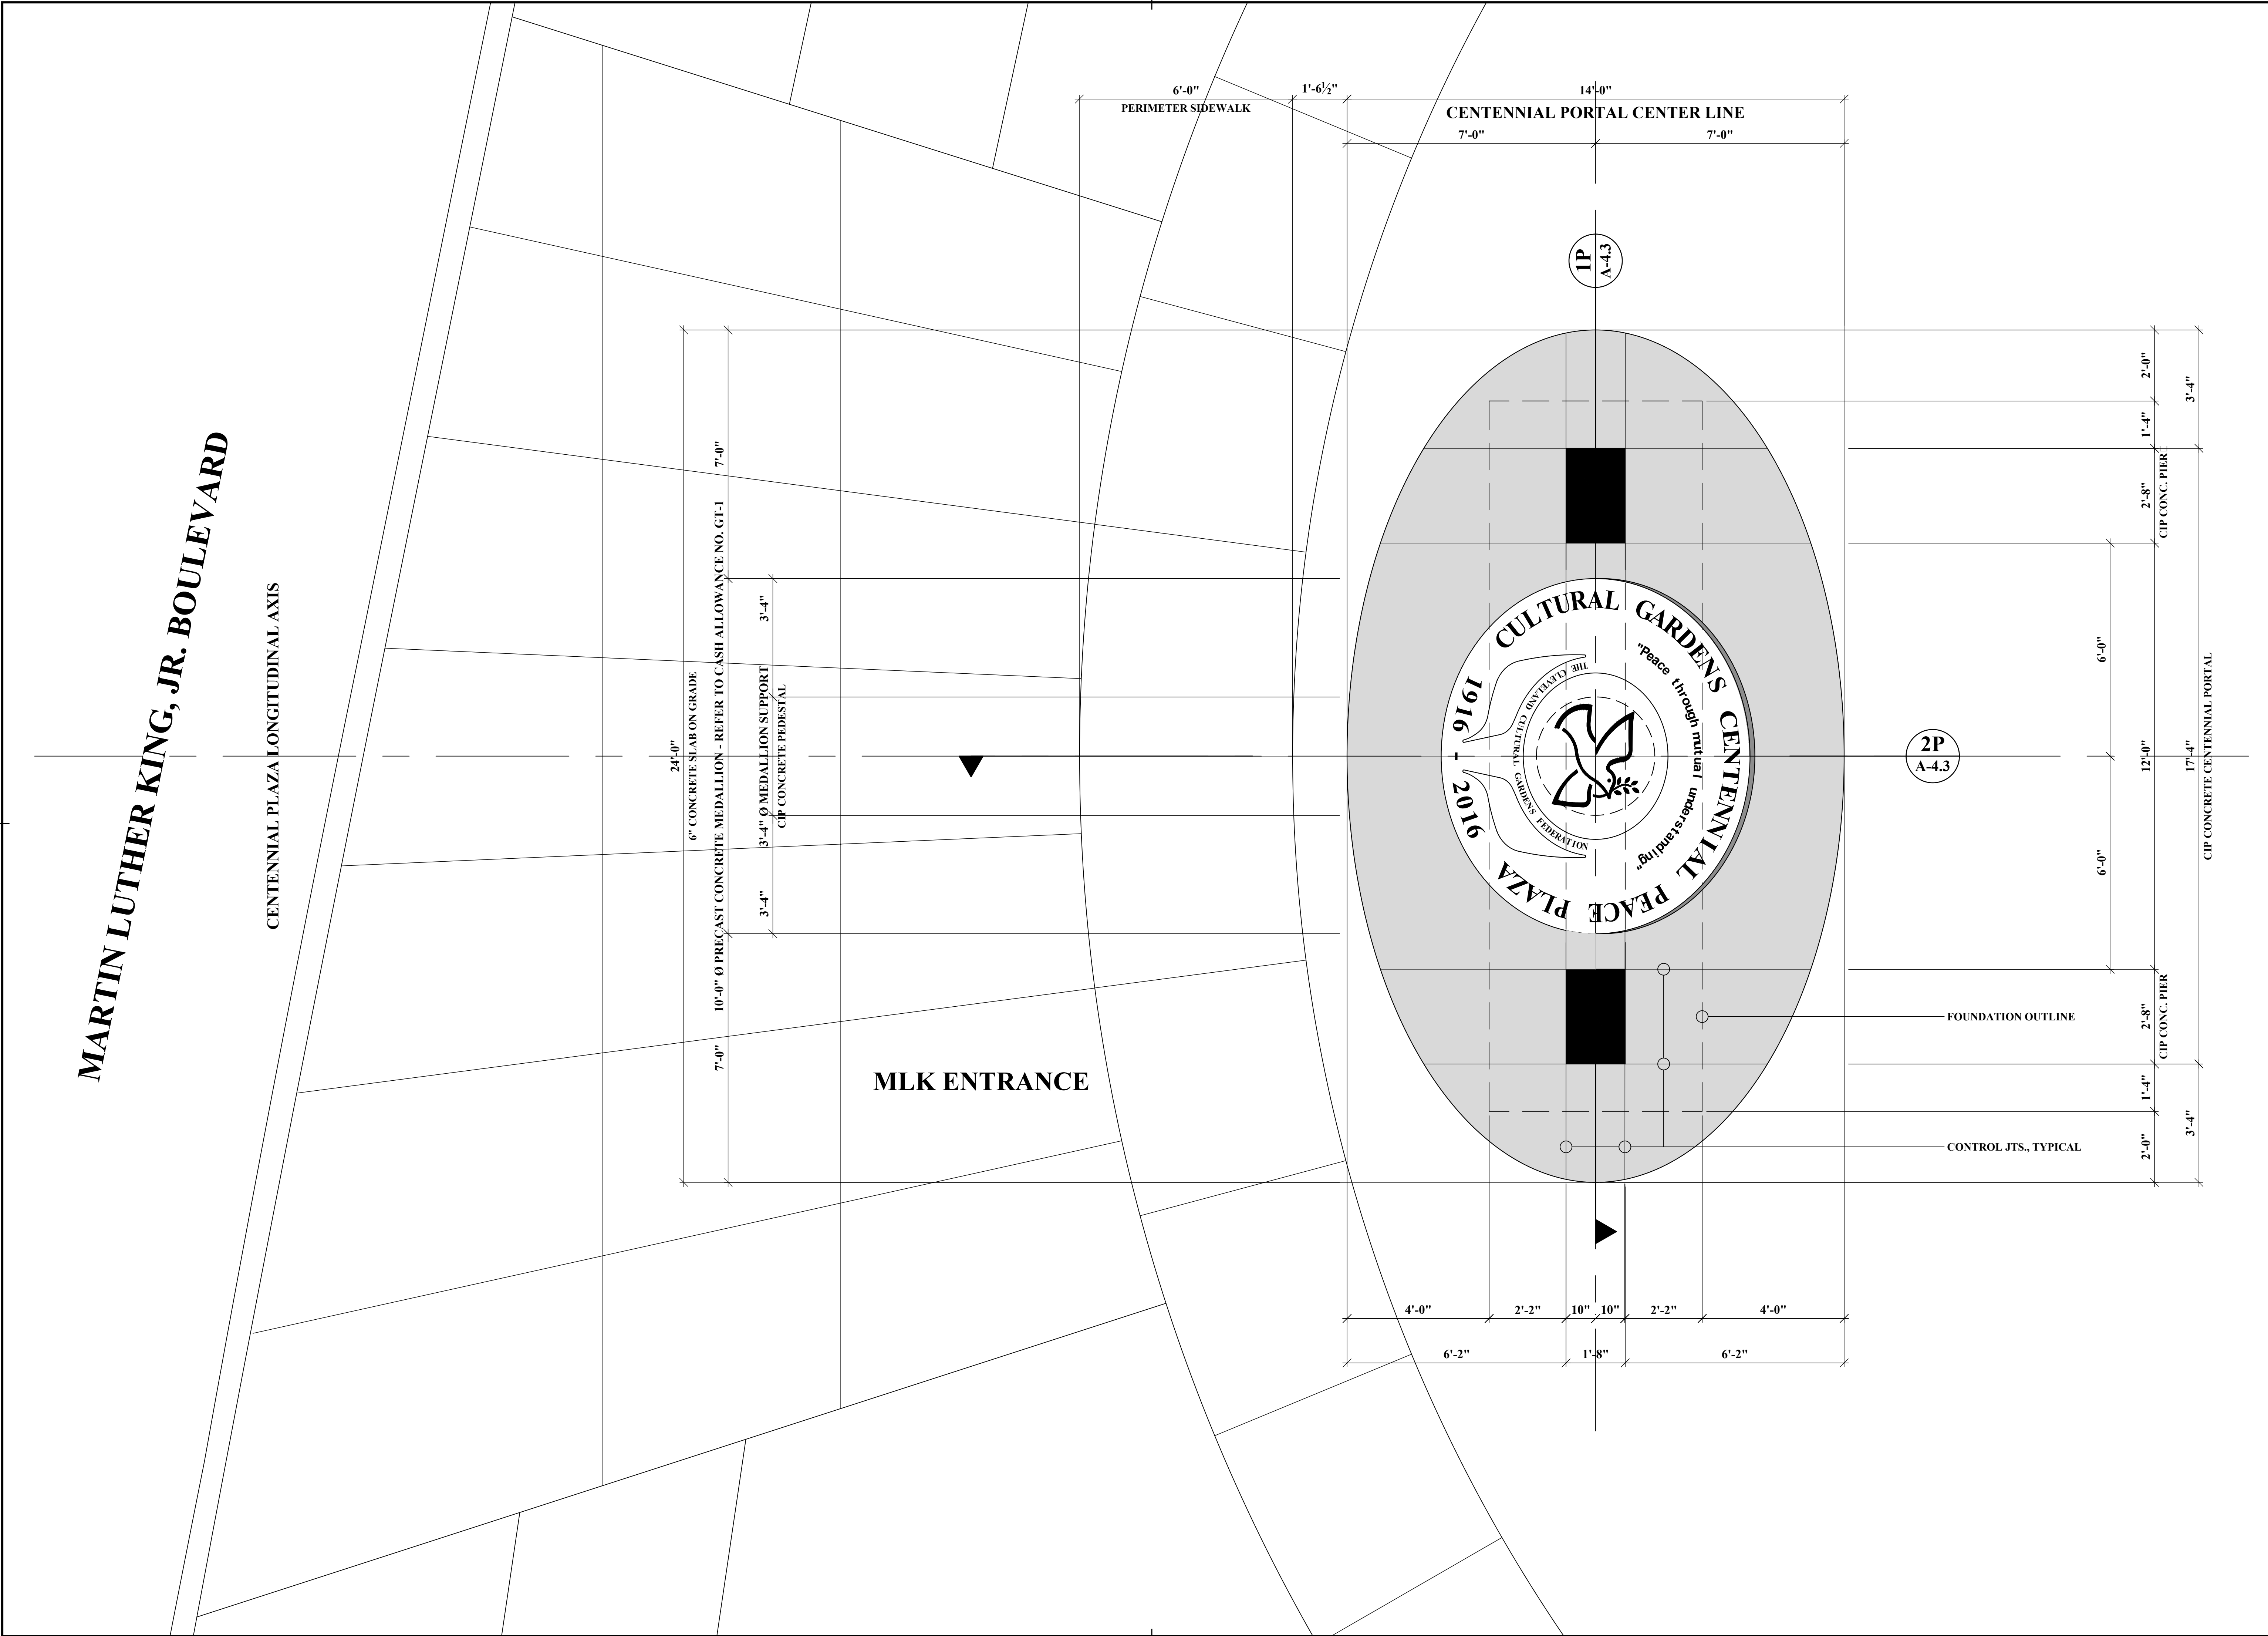 6'-0"
PERIMETER SIDEWALK
1'-6½"
14'-0"
CENTENNIAL PORTAL CENTER LINE
7'-0"
7'-0"
1P
A-4.3
MARTIN LUTHER KING, JR. BOULEVARD
CENTENNIAL PLAZA LONGITUDINAL AXIS
24'-0"
6" CONCRETE SLAB ON GRADE
7'-0"
10'-0" Ø PRECAST CONCRETE MEDALLION - REFER TO CASH ALLOWANCE NO. GT-1
7'-0"
3'-4"
3'-4" Ø MEDALLION SUPPORT
CIP CONCRETE PEDESTAL
3'-4"
MLK ENTRANCE
CULTURAL GARDENS CENTENNIAL PEACE PLAZA
1916 - 2016
"Peace through mutual understanding"
THE CLEVELAND CULTURAL GARDENS FEDERATION
2P
A-4.3
2'-0"
1'-4"
2'-8"
CIP CONC. PIER
12'-0"
6'-0"
6'-0"
2'-8"
CIP CONC. PIER
1'-4"
2'-0"
3'-4"
17'-4"
CIP CONCRETE CENTENNIAL PORTAL
3'-4"
FOUNDATION OUTLINE
CONTROL JTS., TYPICAL
4'-0"
2'-2"
10"
10"
2'-2"
4'-0"
6'-2"
1'-8"
6'-2"